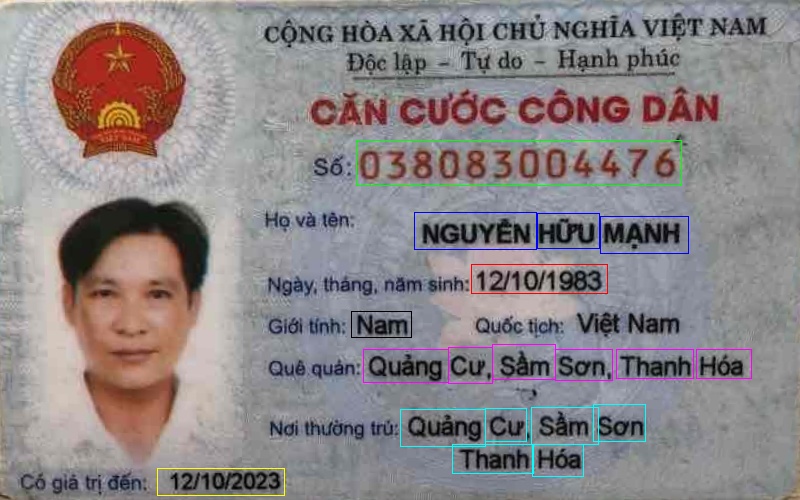 CỘNG HÒA XÃ HỘI CHỦ NGHĨA VIỆT NAM
Độc lập - Tự do - Hạnh phúc
CĂN CƯỚC CÔNG DÂN
Số: 038083004476
Họ và tên: NGUYỄN HỮU MẠNH
Ngày, tháng, năm sinh: 12/10/1983
Giới tính: Nam Quốc tịch: Việt Nam
Quê quán: Quảng Cư, Sầm Sơn, Thanh Hóa
Nơi thường trú: Quảng Cư, Sầm Sơn
Thanh Hóa
Có giá trị đến: 12/10/2023